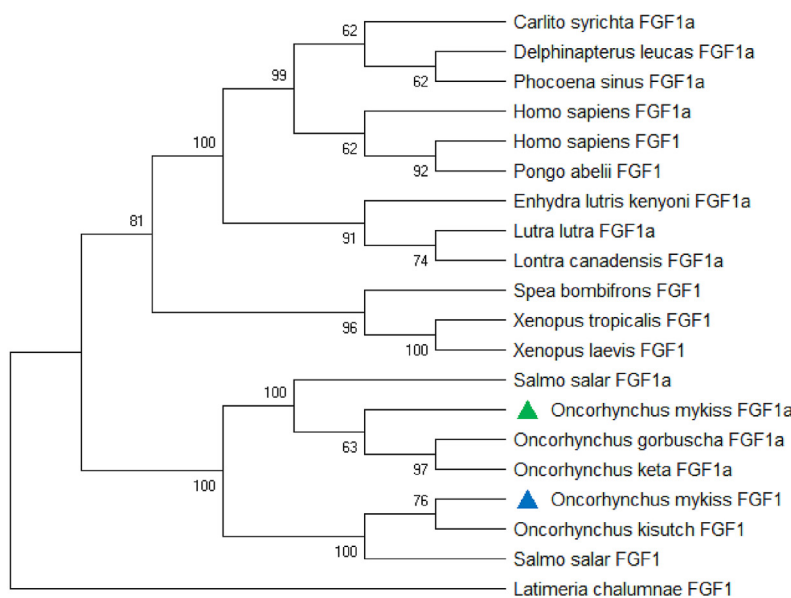 Carlito syrichta FGF1a
62
Delphinapterus leucas FGF1a
99
62
Phocoena sinus FGF1a
Homo sapiens FGF1a
100
62
Homo sapiens FGF1
92
Pongo abelii FGF1
Enhydra lutris kenyoni FGF1a
81
91
Lutra lutra FGF1a
74
Lontra canadensis FGF1a
Spea bombifrons FGF1
96
Xenopus tropicalis FGF1
100
Xenopus laevis FGF1
Salmo salar FGF1a
100
Oncorhynchus mykiss FGF1a
63
Oncorhynchus gorbuscha FGF1a
97
Oncorhynchus keta FGF1a
100
76
Oncorhynchus mykiss FGF1
Oncorhynchus kisutch FGF1
100
Salmo salar FGF1
Latimeria chalumnae FGF1